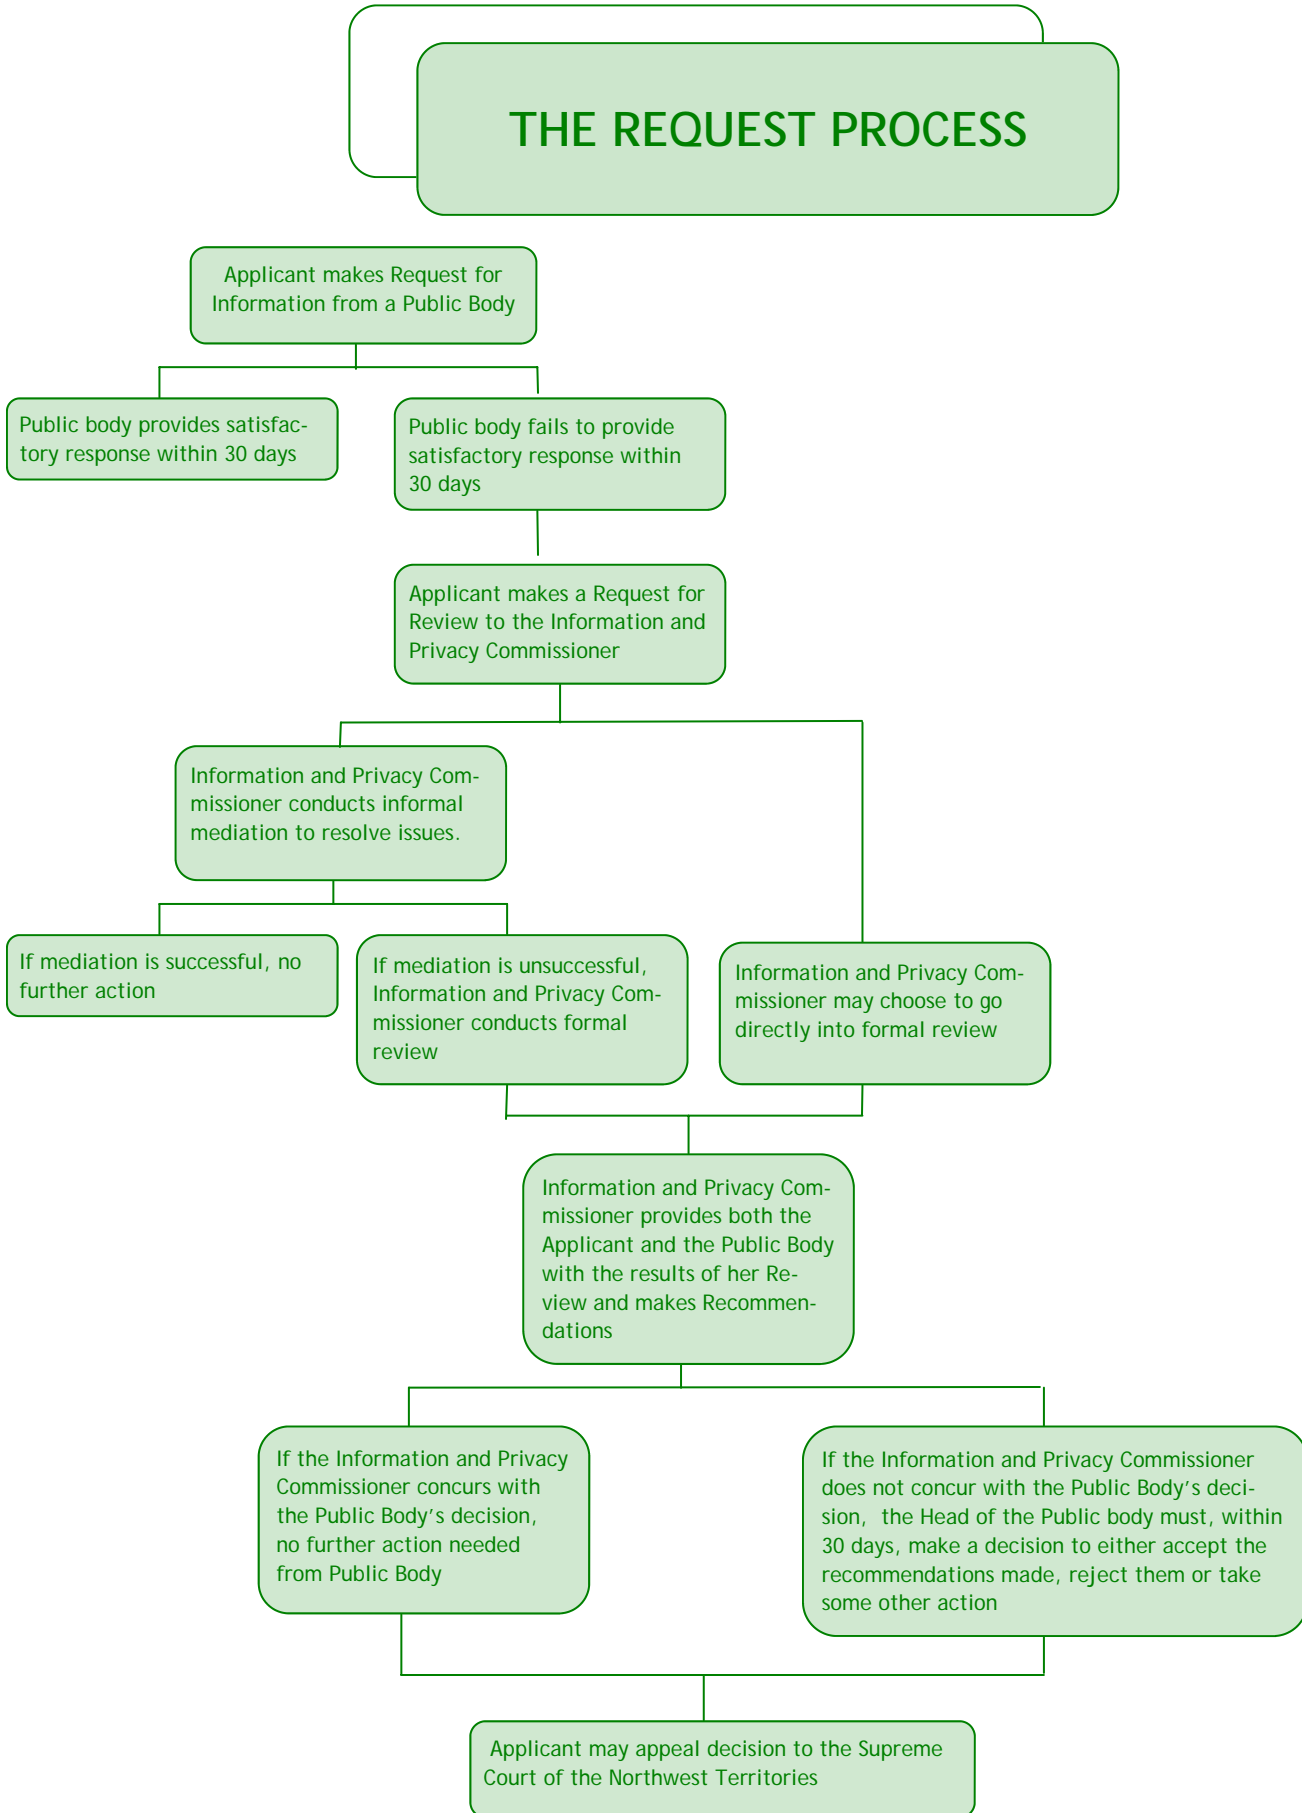 THE REQUEST PROCESS
Applicant makes Request for
Information from a Public Body
Public body provides satisfac-
tory response within 30 days
Public body fails to provide
satisfactory response within
30 days
Applicant makes a Request for
Review to the Information and
Privacy Commissioner
Information and Privacy Com-
missioner conducts informal
mediation to resolve issues.
If mediation is successful, no
further action
If mediation is unsuccessful,
Information and Privacy Com-
missioner conducts formal
review
Information and Privacy Com-
missioner may choose to go
directly into formal review
Information and Privacy Com-
missioner provides both the
Applicant and the Public Body
with the results of her Re-
view and makes Recommen-
dations
If the Information and Privacy
Commissioner concurs with
the Public Body’s decision,
no further action needed
from Public Body
If the Information and Privacy Commissioner
does not concur with the Public Body’s deci-
sion,  the Head of the Public body must, within
30 days, make a decision to either accept the
recommendations made, reject them or take
some other action
Applicant may appeal decision to the Supreme
Court of the Northwest Territories